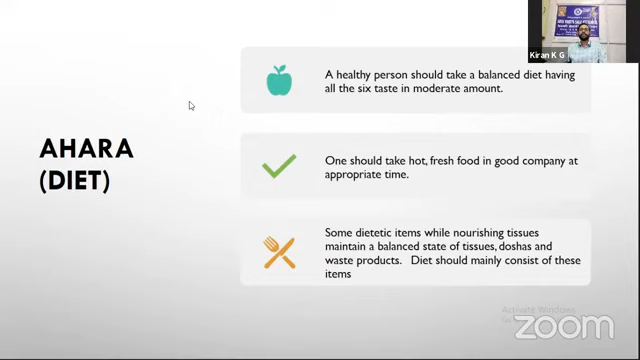 Kiran K G
A healthy person should take a balanced diet having
all the six taste in moderate amount.
AHARA
(DIET)
One should take hot, fresh food in good company at
appropriate time.
Some dietetic items while nourishing tissues
maintain a balanced state of tissues, doshas and
waste products. Diet should mainly consist of these
items
Activate Windows
zoom